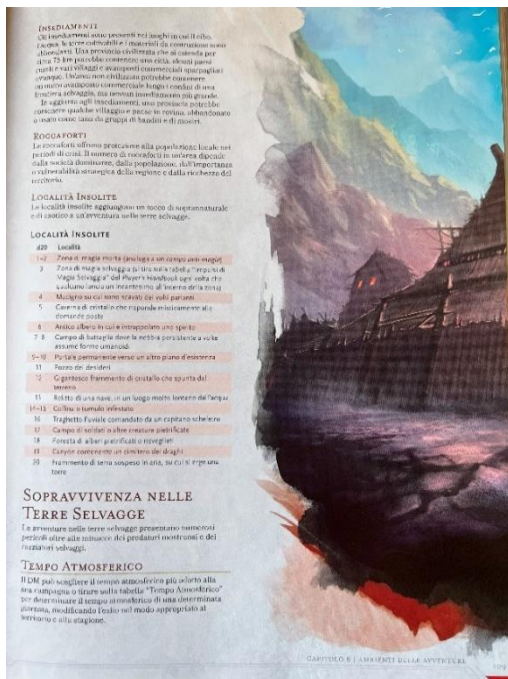 INSEDIAMENTI
Gli insediamenti sono presenti nei luoghi in cui il cibo,
l'acqua, le terre coltivabili e i materiali da costruzione sono
abbondanti. Una provincia civilizzata che si estenda per
circa 75 km potrebbe contenere una città, alcuni paesi
rurali e vari villaggi e avamposti commerciali sparpagliati
ovunque. Un'area non civilizzata potrebbe contenere
un unico avamposto commerciale lungo i confini di una
frontiera selvaggia, ma nessun insediamento più grande.
In aggiunta agli insediamenti, una provincia potrebbe
contenere qualche villaggio e paese in rovina, abbandonato
o usato come tana da gruppi di banditi o di mostri.
ROCCAFORTI
Le roccaforti offrono protezione alla popolazione locale nei
periodi di crisi. Il numero di roccaforti in un'area dipende
dalla società dominante, dalla popolazione, dall'importanza
o vulnerabilità strategica della regione e dalla ricchezza del
territorio.
LOCALITÀ INSOLITE
Le località insolite aggiungono un tocco di soprannaturale
e di esotico a un'avventura nelle terre selvagge.
LOCALITÀ INSOLITE
d20 Località
1-2 Zona di magia morta (analoga a un campo anti-magia)
3 Zona di magia selvaggia (si tira sulla tabella "Impulsi di
Magia Selvaggia" del Player's Handbook ogni volta che
qualcuno lancia un incantesimo all'interno della zona)
4 Macigno su cui sono scavati dei volti parlanti
5 Caverna di cristallo che risponde misticamente alle
domande poste
6 Antico albero in cui è intrappolato uno spirito
7-8 Campo di battaglia dove la nebbia persistente a volte
assume forme umanoidi
9-10 Portale permanente verso un altro piano d'esistenza
11 Pozzo dei desideri
12 Gigantesco frammento di cristallo che spunta dal
terreno
13 Relitto di una nave, in un luogo molto lontano dall'acqua
14-15 Collina o tumulo infestato
16 Traghetto fluviale comandato da un capitano scheletro
17 Campo di soldati o altre creature pietrificate
18 Foresta di alberi pietrificati o risvegliati
19 Canyon contenente un cimitero dei draghi
20 Frammento di terra sospeso in aria, su cui si erge una
torre
SOPRAVVIVENZA NELLE
TERRE SELVAGGE
Le avventure nelle terre selvagge presentano numerosi
pericoli oltre alle minacce dei predatori mostruosi e dei
razziatori selvaggi.
TEMPO ATMOSFERICO
Il DM può scegliere il tempo atmosferico più adatto alla
sua campagna o tirare sulla tabella "Tempo Atmosferico"
per determinare il tempo atmosferico di una determinata
giornata, modificando l'esito nel modo appropriato al
territorio e alla stagione.
CAPITOLO 5 | AMBIENTI DELLE AVVENTURE
109